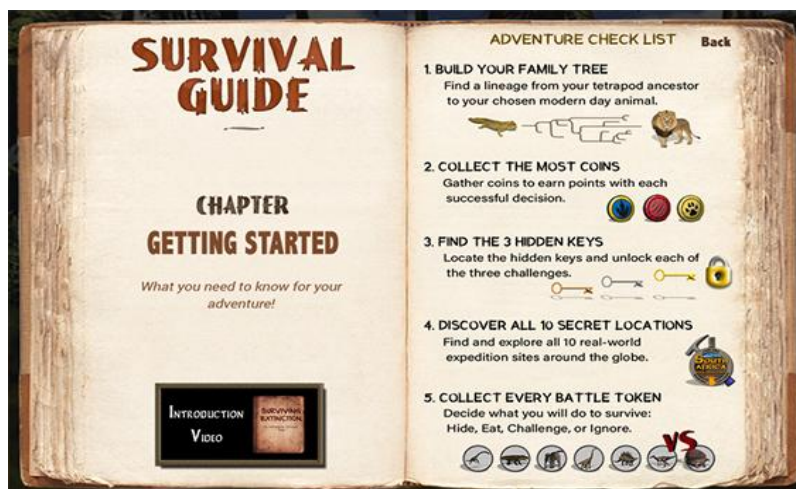 SURVIVAL
GUIDE
CHAPTER
GETTING STARTED
What you need to know for your
adventure!
INTRODUCTION
VIDEO
SURVIVING
EXTINCTION
ADVENTURE CHECK LIST
Back
1. BUILD YOUR FAMILY TREE
Find a lineage from your tetrapod ancestor
to your chosen modern day animal.
2. COLLECT THE MOST COINS
Gather coins to earn points with each
successful decision.
3. FIND THE 3 HIDDEN KEYS
Locate the hidden keys and unlock each of
the three challenges.
4. DISCOVER ALL 10 SECRET LOCATIONS
Find and explore all 10 real-world
expedition sites around the globe.
SOUTH
AFRICA
5. COLLECT EVERY BATTLE TOKEN
Decide what you will do to survive:
Hide, Eat, Challenge, or Ignore.
VS